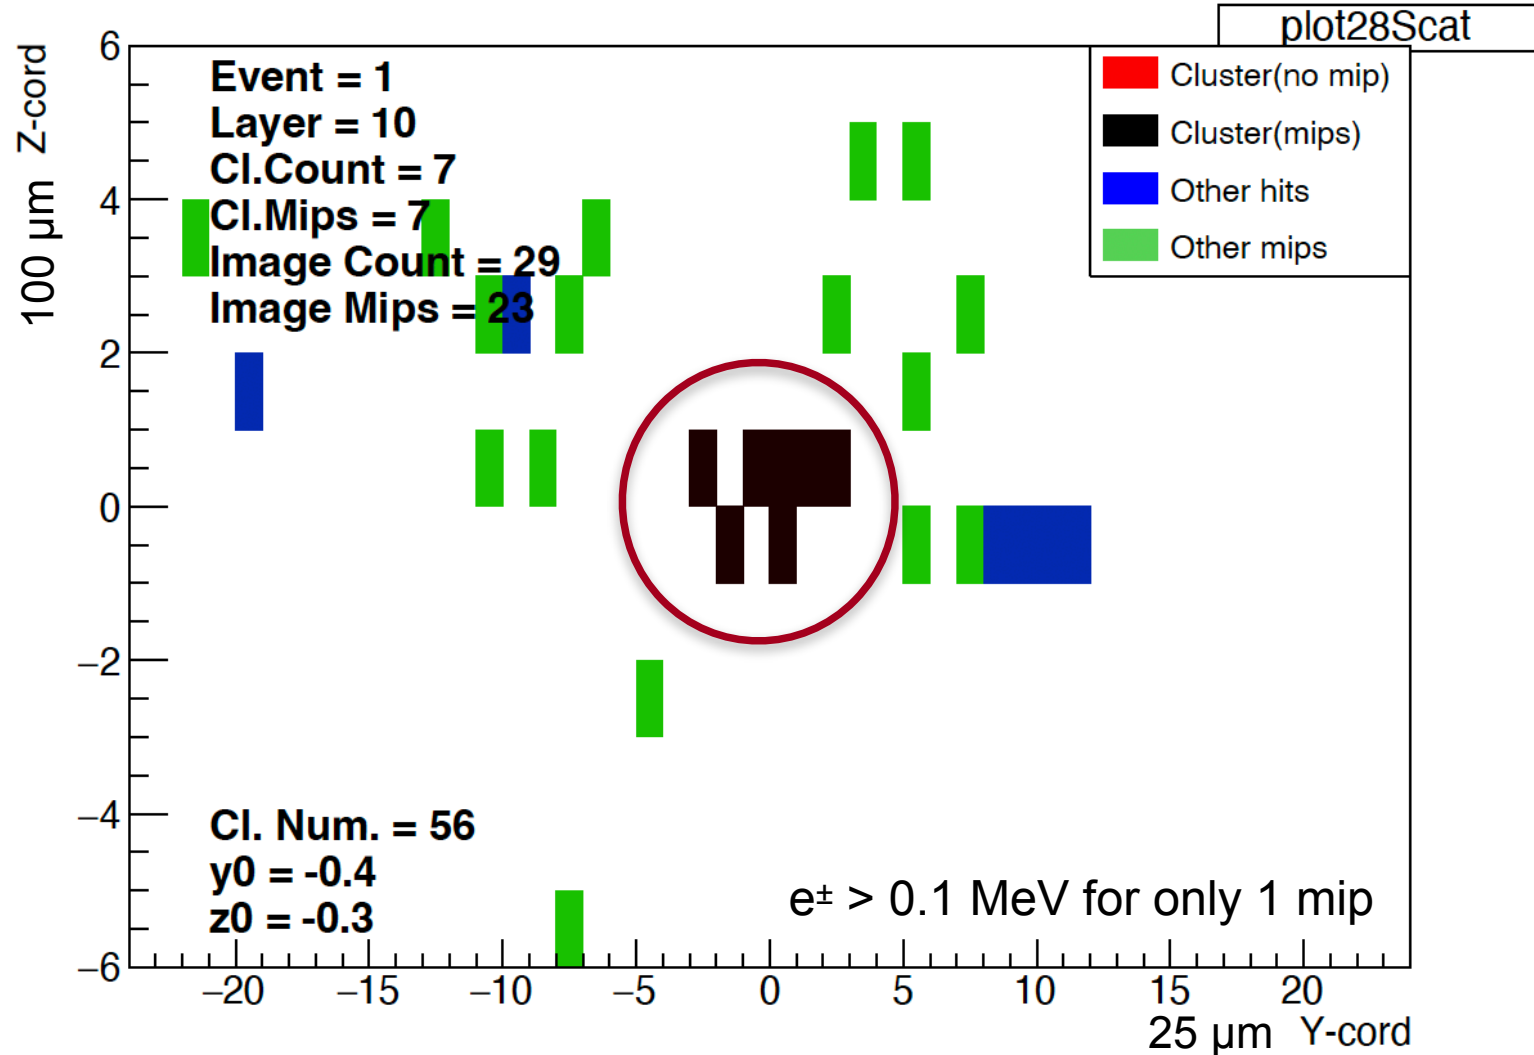 plot28Scat
Cluster(no mip)
Cluster(mips)
Other hits
Other mips
Event = 1
Layer = 10
Cl.Count = 7
Cl.Mips = 7
Image Count = 29
Image Mips = 23
100 µm Z-cord
6
4
2
0
−2
−4
−6
Cl. Num. = 56
y0 = -0.4
z0 = -0.3
e± > 0.1 MeV for only 1 mip
−20 −15 −10 −5 0 5 10 15 20
25 µm Y-cord